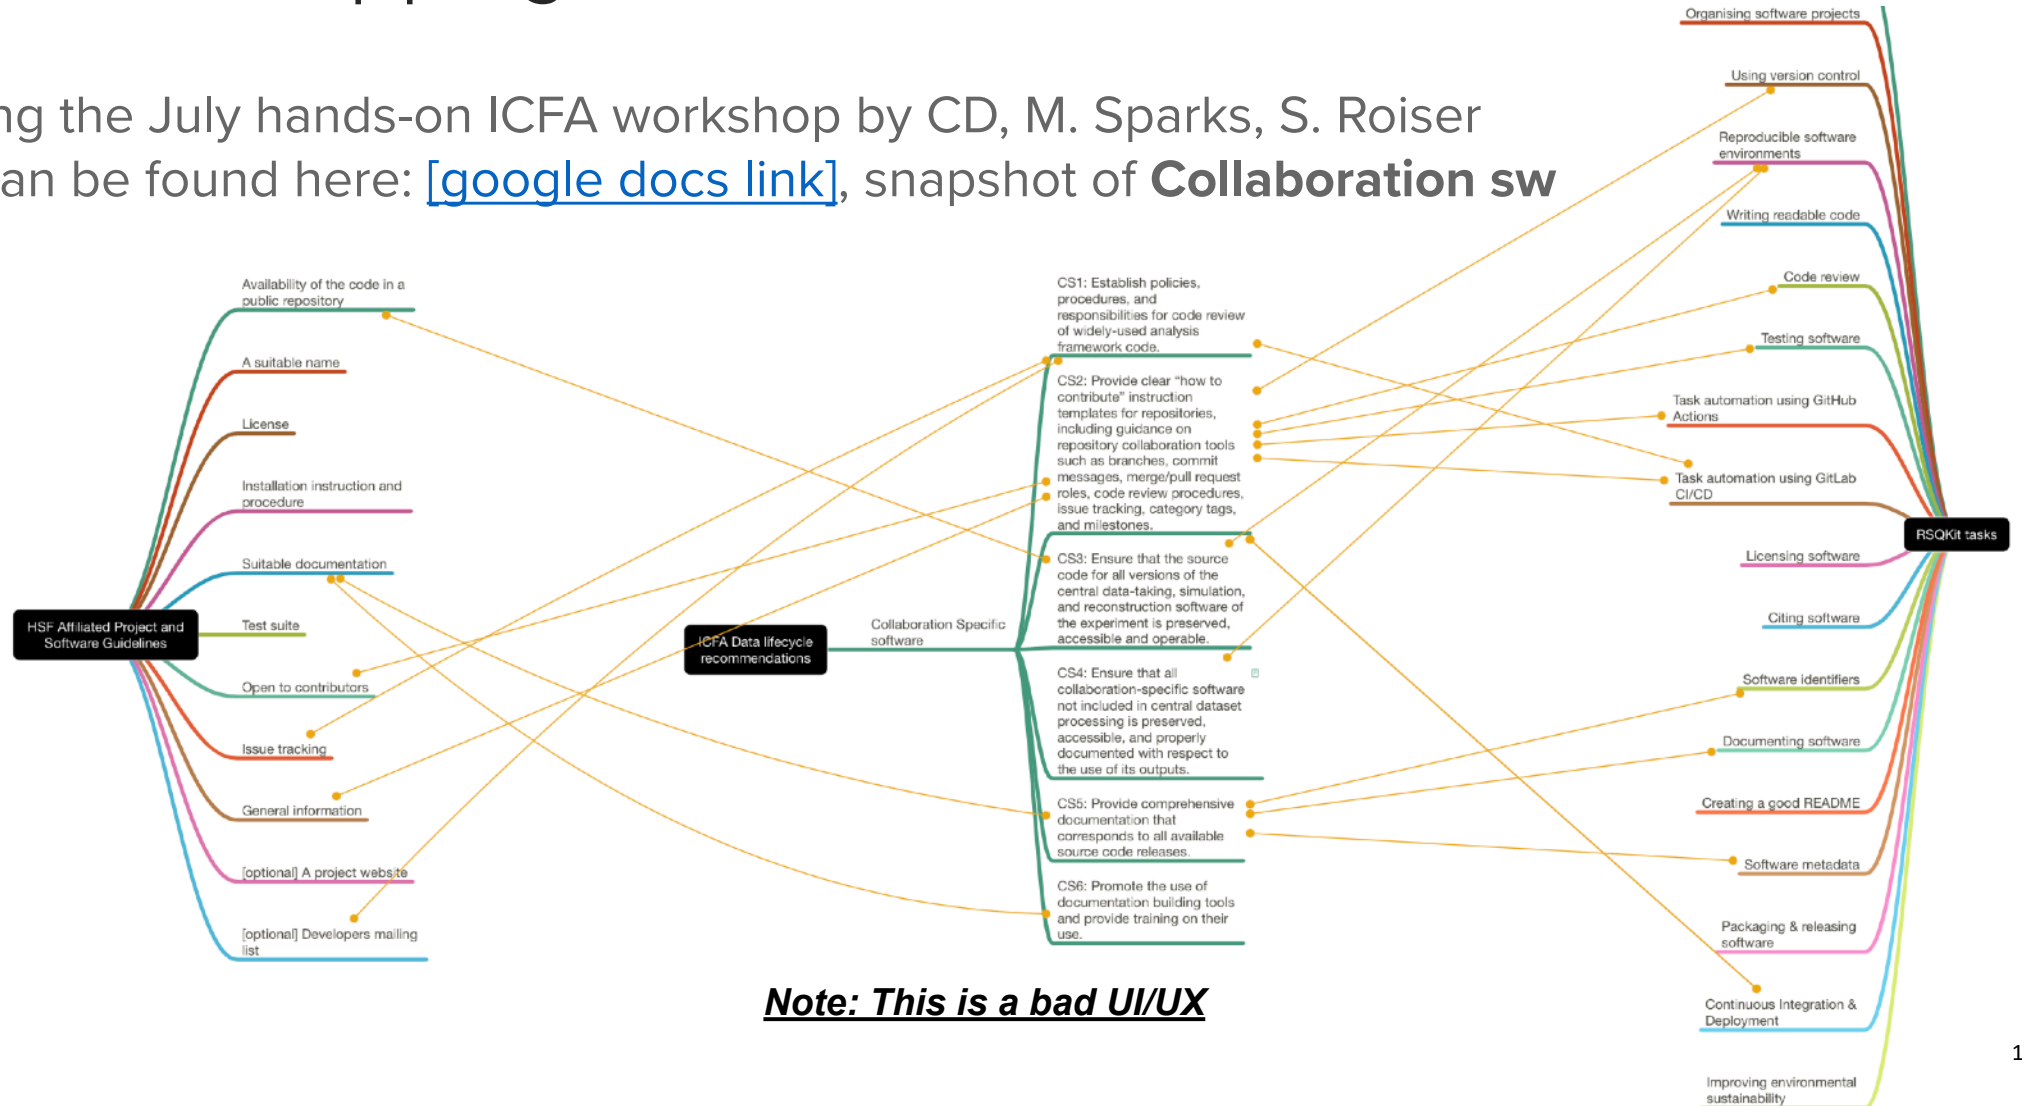 ng the July hands-on ICFA workshop by CD, M. Sparks, S. Roiser
an be found here: [google docs link], snapshot of Collaboration sw
HSF Affiliated Project and
Software Guidelines
Availability of the code in a
public repository
A suitable name
License
Installation instruction and
procedure
Suitable documentation
Test suite
Open to contributors
Issue tracking
General information
[optional] A project website
[optional] Developers mailing
list
ICFA Data lifecycle
recommendations
Collaboration Specific
software
CS1: Establish policies,
procedures, and
responsibilities for code review
of widely-used analysis
framework code.
CS2: Provide clear “how to
contribute” instruction
templates for repositories,
including guidance on
repository collaboration tools
such as branches, commit
messages, merge/pull request
roles, code review procedures,
issue tracking, category tags,
and milestones.
CS3: Ensure that the source
code for all versions of the
central data-taking, simulation,
and reconstruction software of
the experiment is preserved,
accessible and operable.
CS4: Ensure that all
collaboration-specific software
not included in central dataset
processing is preserved,
accessible, and properly
documented with respect to
the use of its outputs.
CS5: Provide comprehensive
documentation that
corresponds to all available
source code releases.
CS6: Promote the use of
documentation building tools
and provide training on their
use.
Organising software projects
Using version control
Reproducible software
environments
Writing readable code
Code review
Testing software
Task automation using GitHub
Actions
Task automation using GitLab
CI/CD
RSQKit tasks
Licensing software
Citing software
Software identifiers
Documenting software
Creating a good README
Software metadata
Packaging & releasing
software
Continuous Integration &
Deployment
Improving environmental
sustainability
Note: This is a bad UI/UX
1